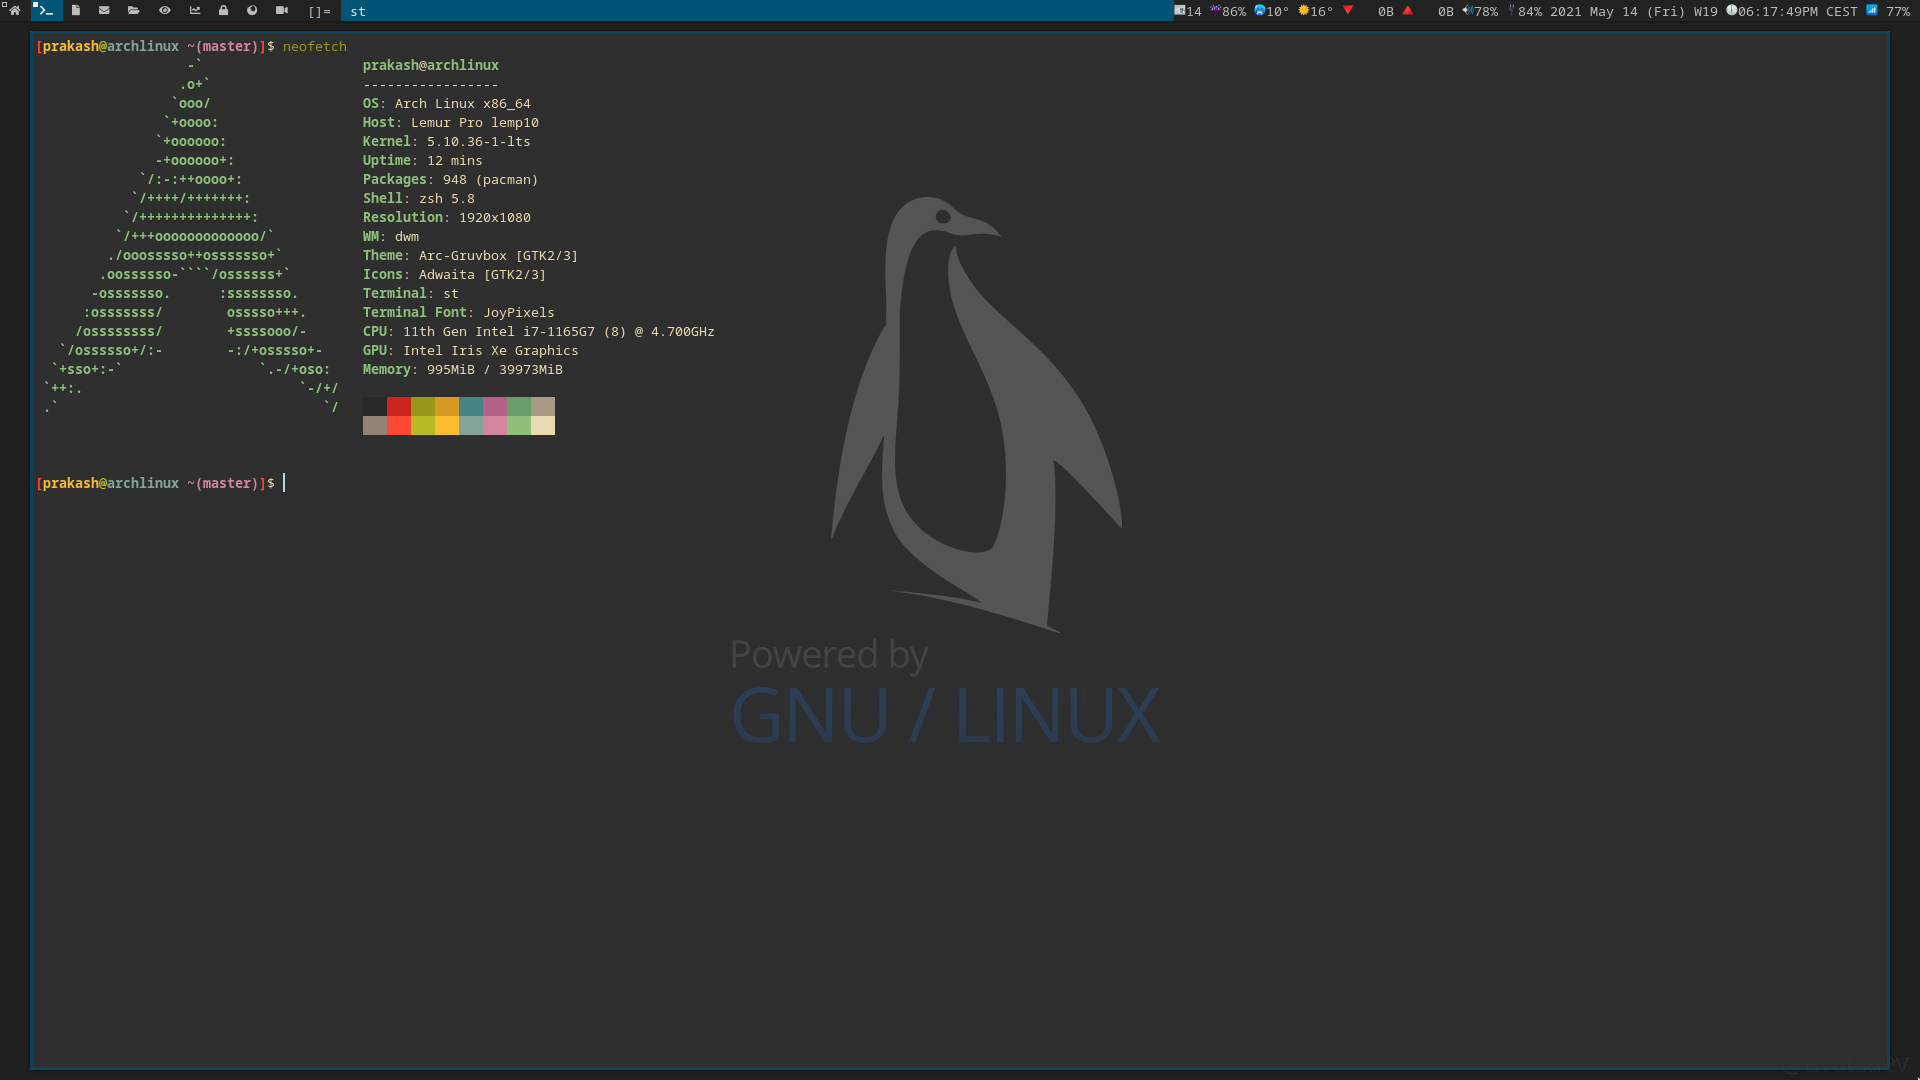 []= st 14 86% 10° 16° 0B 0B 78% 84% 2021 May 14 (Fri) W19 06:17:49PM CEST 77%
[prakash@archlinux ~(master)]$ neofetch
-`
.o+`
`ooo/
`+oooo:
`+oooooo:
-+oooooo+:
`/:-:++oooo+:
`/++++/+++++++:
`/++++++++++++++:
`/+++ooooooooooooo/`
./ooosssso++osssssso+`
.oossssso-````/ossssss+`
-osssssso.      :ssssssso.
:osssssss/        osssso+++.
/ossssssss/        +ssssooo/-
`/ossssso+/:-        -:/+osssso+-
`+sso+:-`                 `.-/+oso:
`++:.                           `-/+/
.`                                 `/
prakash@archlinux
-----------------
OS: Arch Linux x86_64
Host: Lemur Pro lemp10
Kernel: 5.10.36-1-lts
Uptime: 12 mins
Packages: 948 (pacman)
Shell: zsh 5.8
Resolution: 1920x1080
WM: dwm
Theme: Arc-Gruvbox [GTK2/3]
Icons: Adwaita [GTK2/3]
Terminal: st
Terminal Font: JoyPixels
CPU: 11th Gen Intel i7-1165G7 (8) @ 4.700GHz
GPU: Intel Iris Xe Graphics
Memory: 995MiB / 39973MiB
[prakash@archlinux ~(master)]$
Powered by
GNU / LINUX